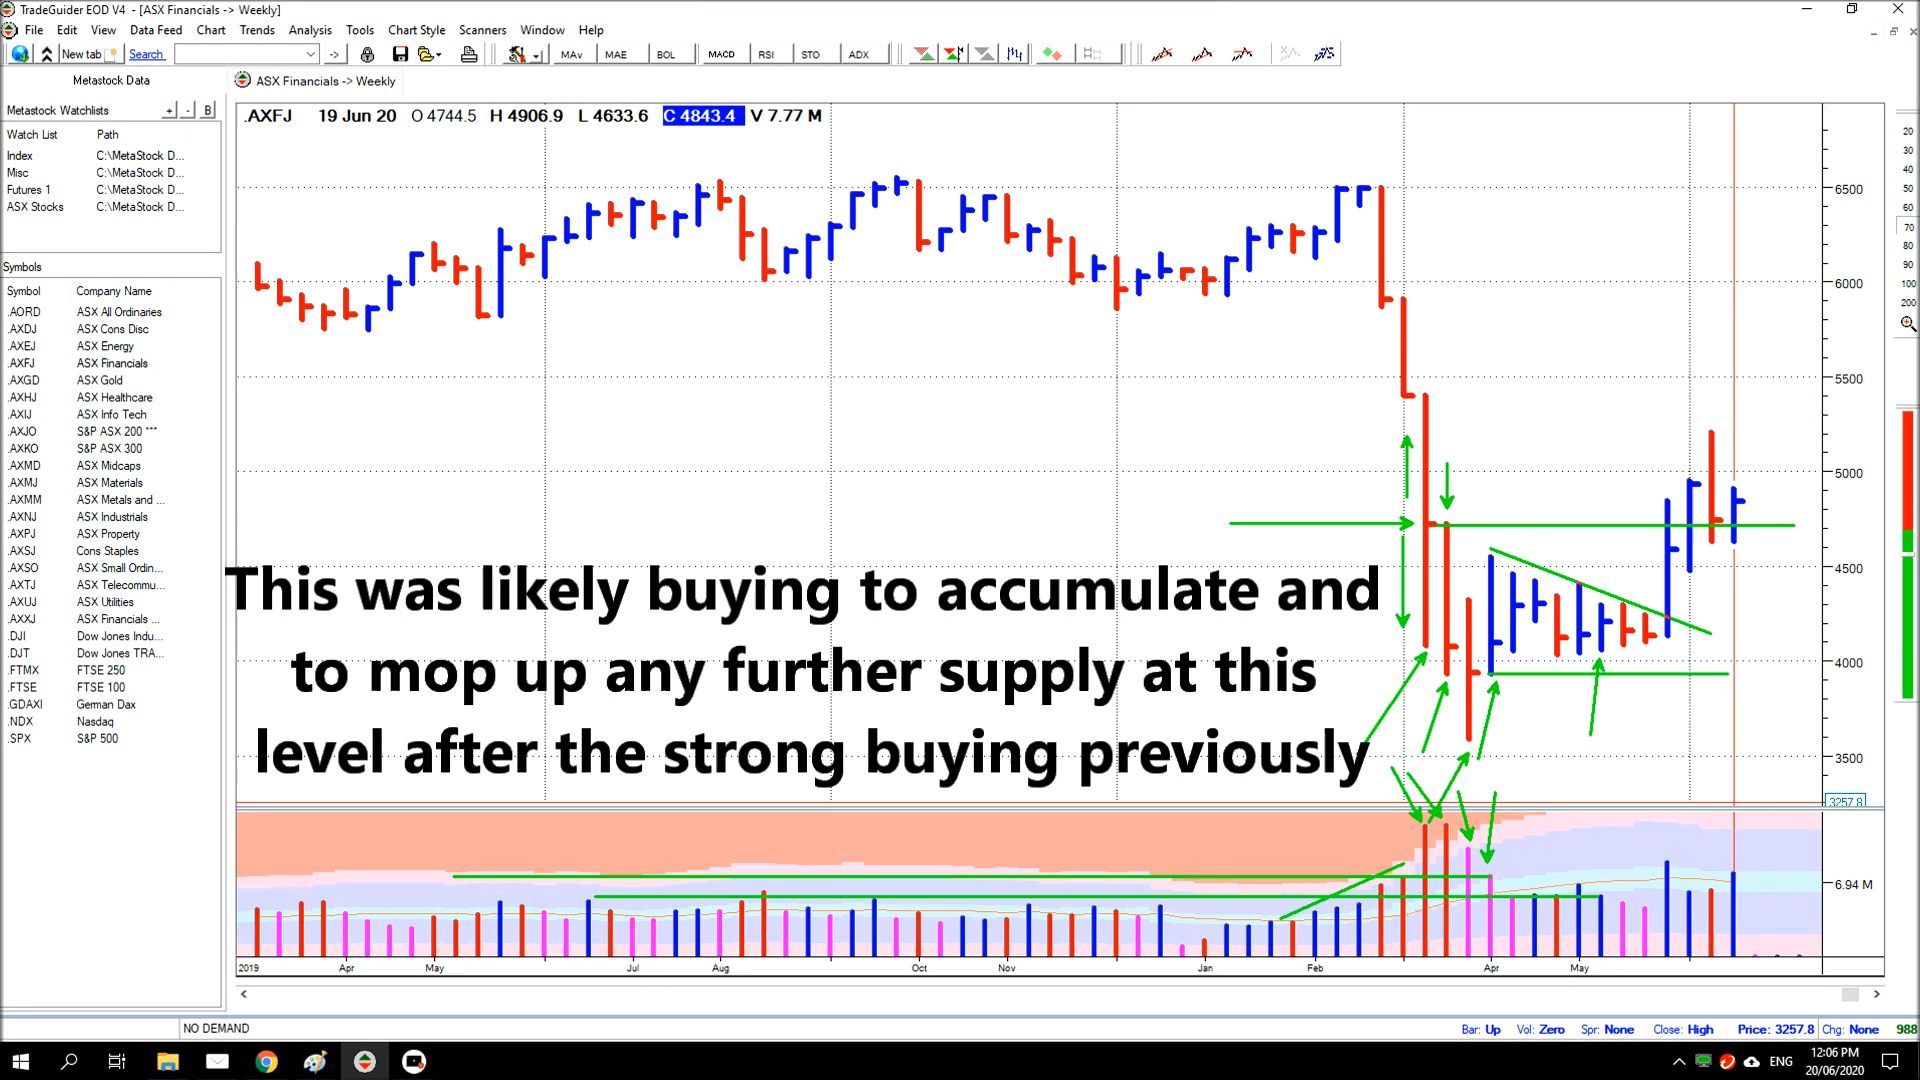 TradeGuider EOD V4 - [ASX Financials -> Weekly]
File Edit View Data Feed Chart Trends Analysis Tools Chart Style Scanners Window Help
New tab Search -> MAv MAE BOL MACD RSI STO ADX
Metastock Data
ASX Financials -> Weekly
Metastock Watchlists + - B
Watch List Path
Index C:\MetaStock D...
Misc C:\MetaStock D...
Futures 1 C:\MetaStock D...
ASX Stocks C:\MetaStock D...
Symbols
Symbol Company Name
.AORD ASX All Ordinaries
.AXDJ ASX Cons Disc
.AXEJ ASX Energy
.AXFJ ASX Financials
.AXGD ASX Gold
.AXHJ ASX Healthcare
.AXIJ ASX Info Tech
.AXJO S&P ASX 200 ***
.AXKO S&P ASX 300
.AXMD ASX Midcaps
.AXMJ ASX Materials
.AXMM ASX Metals and ...
.AXNJ ASX Industrials
.AXPJ ASX Property
.AXSJ Cons Staples
.AXSO ASX Small Ordin...
.AXTJ ASX Telecommu...
.AXUJ ASX Utilities
.AXXJ ASX Financials ...
.DJI Dow Jones Indu...
.DJT Dow Jones TRA...
.FTMX FTSE 250
.FTSE FTSE 100
.GDAXI German Dax
.NDX Nasdaq
.SPX S&P 500
.AXFJ 19 Jun 20 O 4744.5 H 4906.9 L 4633.6 C 4843.4 V 7.77 M
6500
6000
5500
5000
4500
4000
3500
3257.8
6.94 M
20
30
40
50
60
70
80
90
100
200
This was likely buying to accumulate and
to mop up any further supply at this
level after the strong buying previously
2019 Apr May Jul Aug Oct Nov Jan Feb Apr May
NO DEMAND
Bar: Up Vol: Zero Spr: None Close: High Price: 3257.8 Chg: None 988
ENG
12:06 PM
20/06/2020